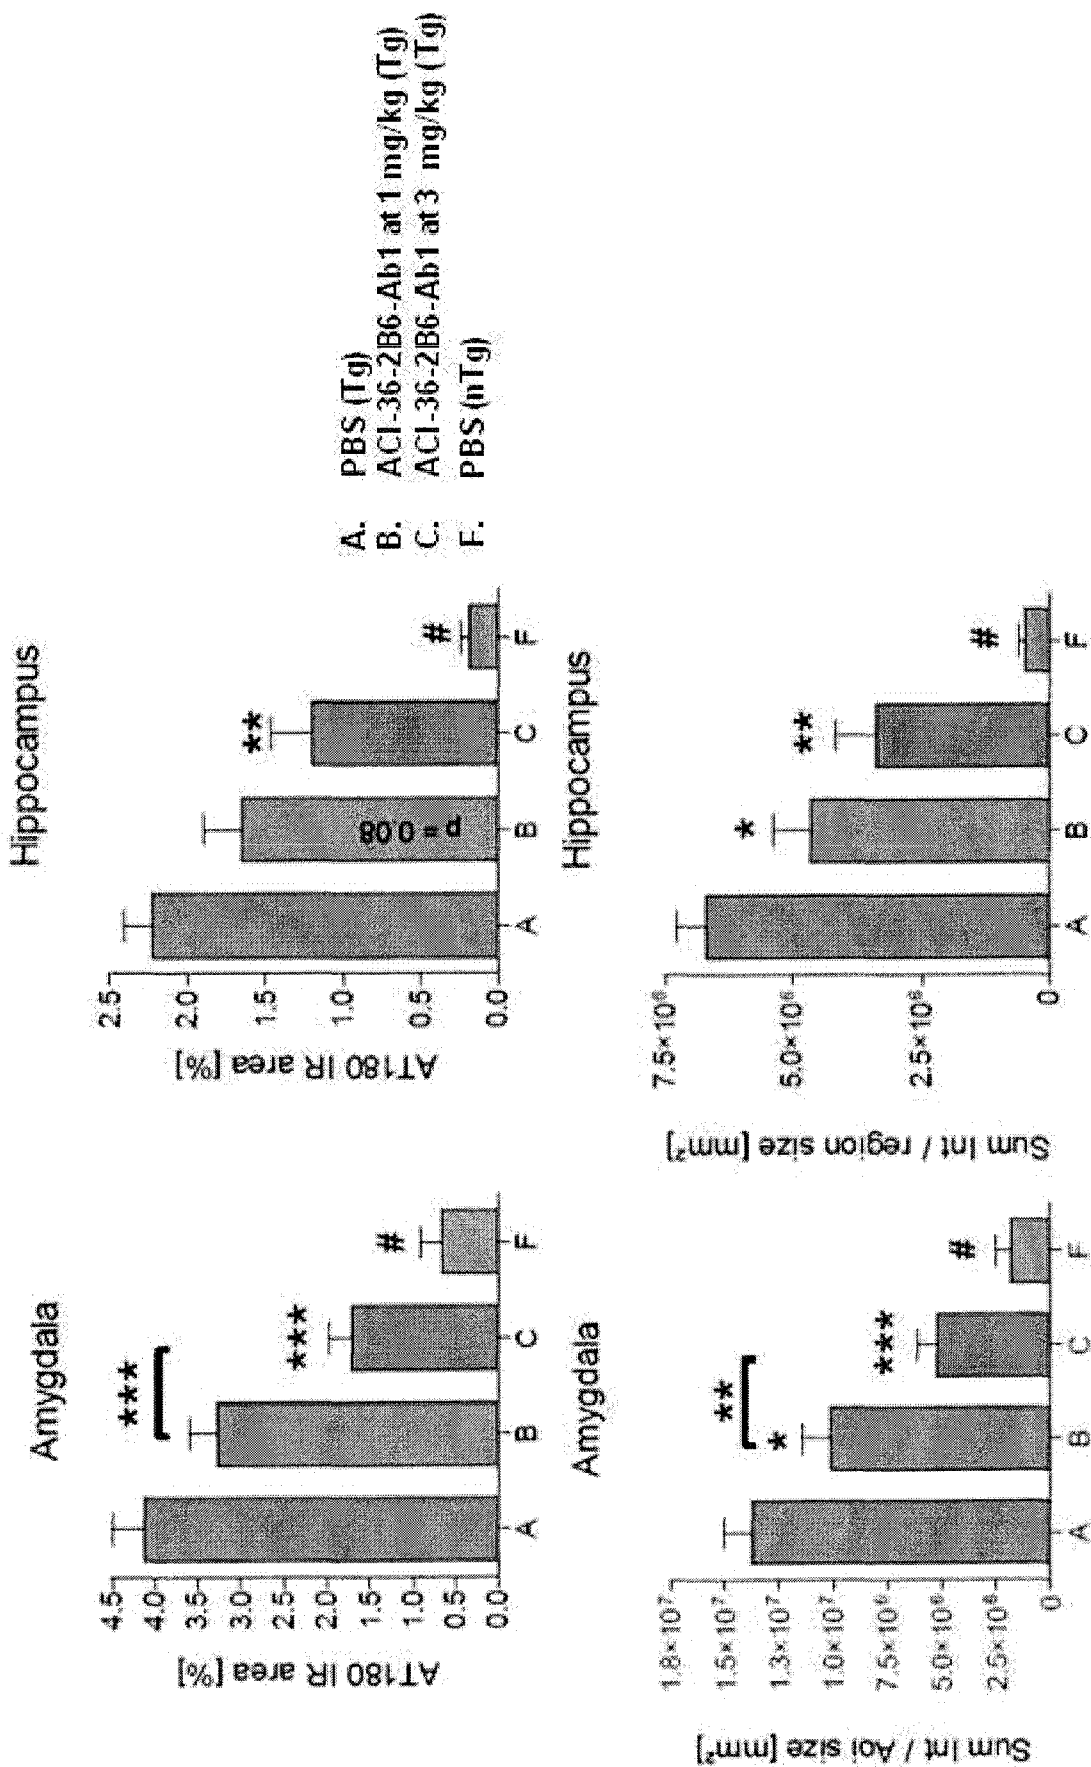 Amygdala
AT180 IR area [%]
4.5
4.0
3.5
3.0
2.5
2.0
1.5
1.0
0.5
0.0
***
***
#
A B C F
Hippocampus
AT180 IR area [%]
2.5
2.0
1.5
1.0
0.5
0.0
p = 0.08
**
#
A B C F
A. PBS (Tg)
B. ACI-36-2B6-Ab1 at 1 mg/kg (Tg)
C. ACI-36-2B6-Ab1 at 3 mg/kg (Tg)
F. PBS (nTg)
Amygdala
Sum Int / Aoi size [mm²]
1.8×10⁷
1.5×10⁷
1.3×10⁷
1.0×10⁷
7.5×10⁶
5.0×10⁶
2.5×10⁶
0
**
*
***
#
A B C F
Hippocampus
Sum Int / region size [mm²]
7.5×10⁶
5.0×10⁶
2.5×10⁶
0
*
**
#
A B C F